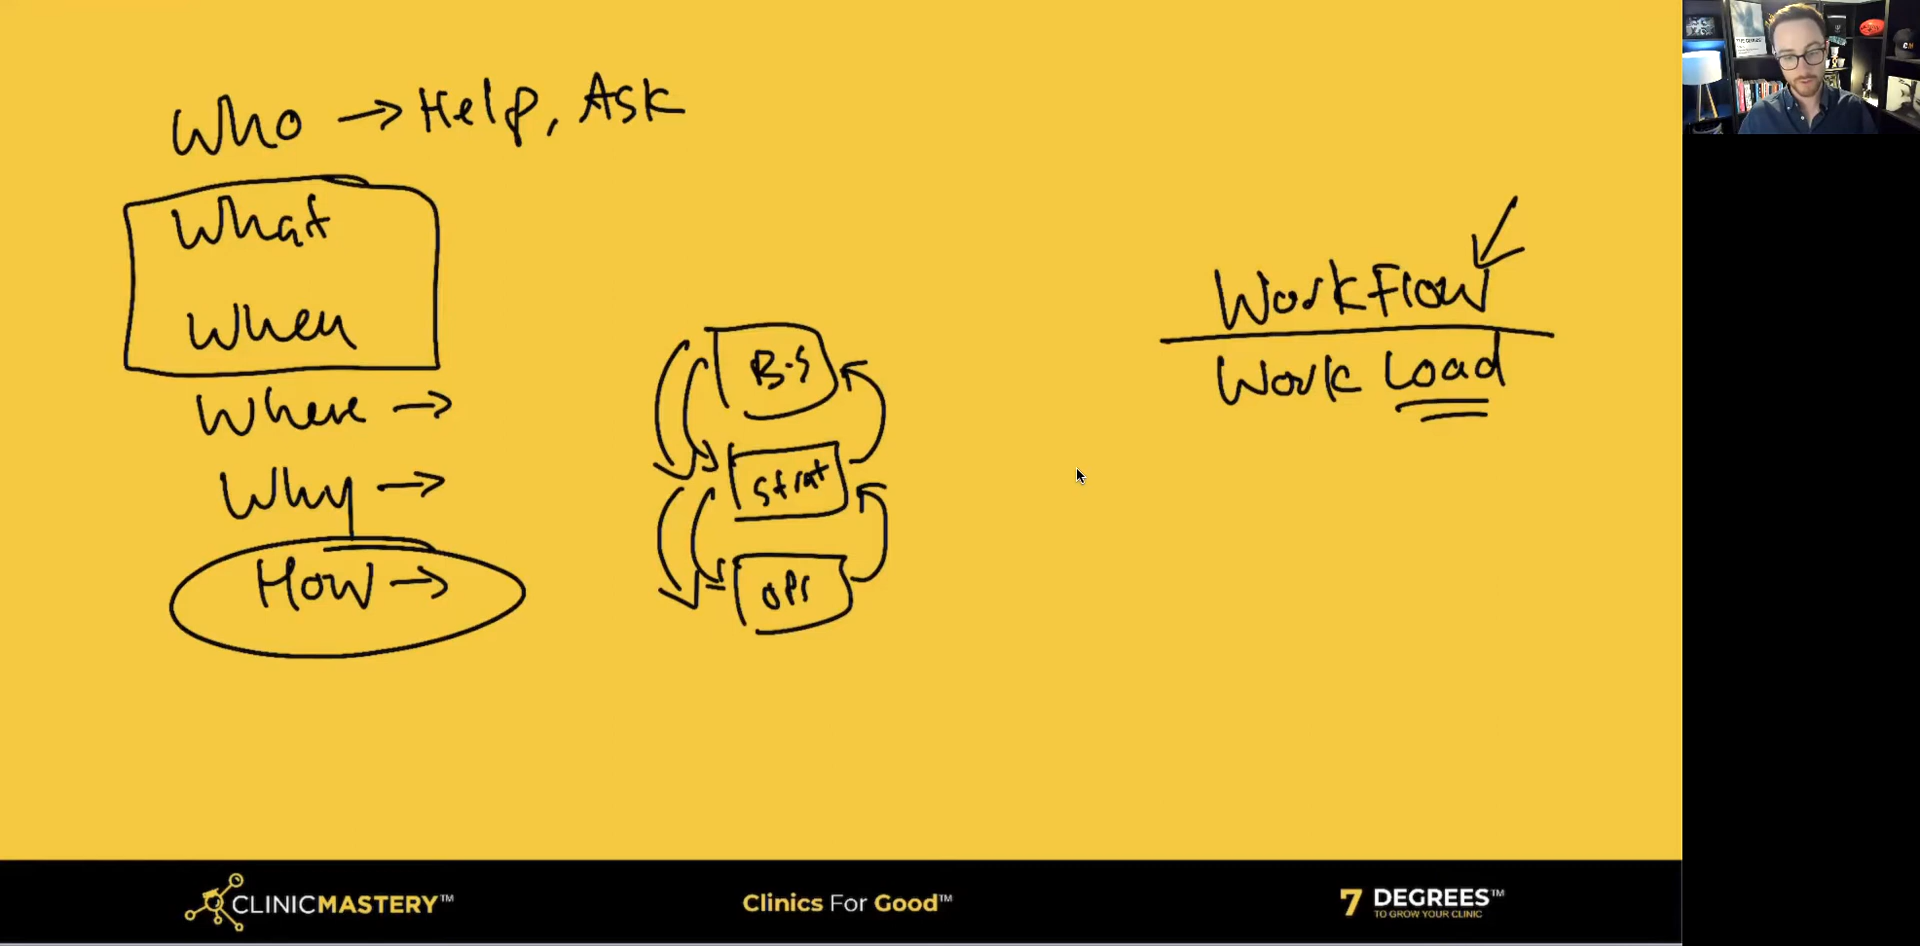 Who → Help, Ask
What
When
Where →
Why →
How →
B.S
Strat
OPS
Workflow
Work Load
CLINICMASTERY™
Clinics For Good™
7 DEGREES™
TO GROW YOUR CLINIC